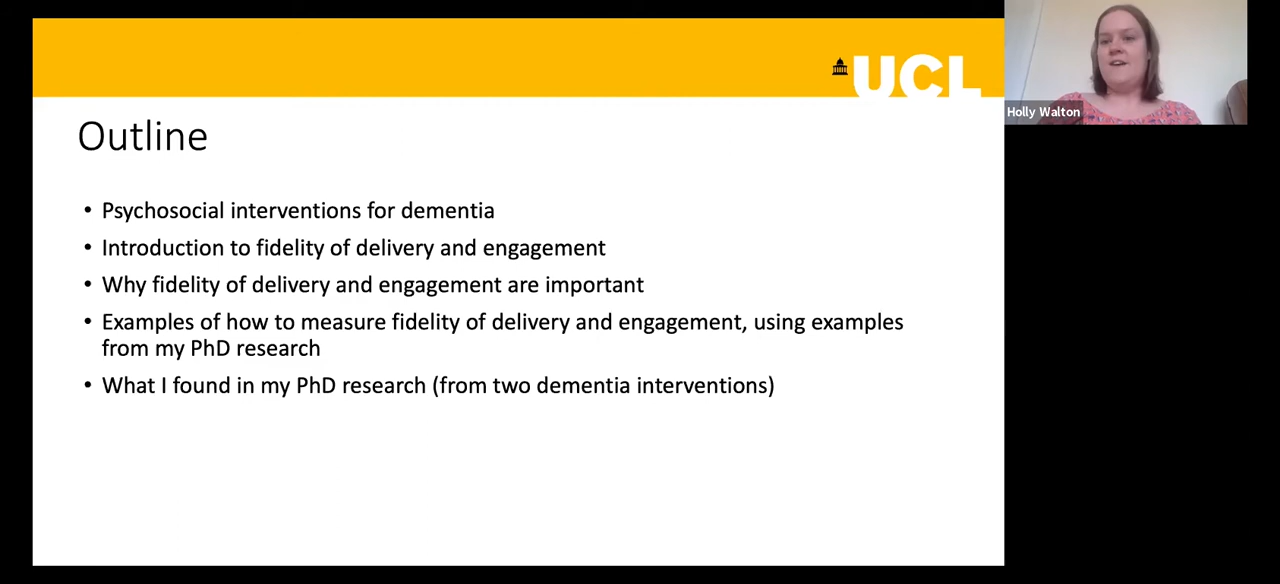 UCL
Holly Walton
Outline
• Psychosocial interventions for dementia
• Introduction to fidelity of delivery and engagement
• Why fidelity of delivery and engagement are important
• Examples of how to measure fidelity of delivery and engagement, using examples
from my PhD research
• What I found in my PhD research (from two dementia interventions)